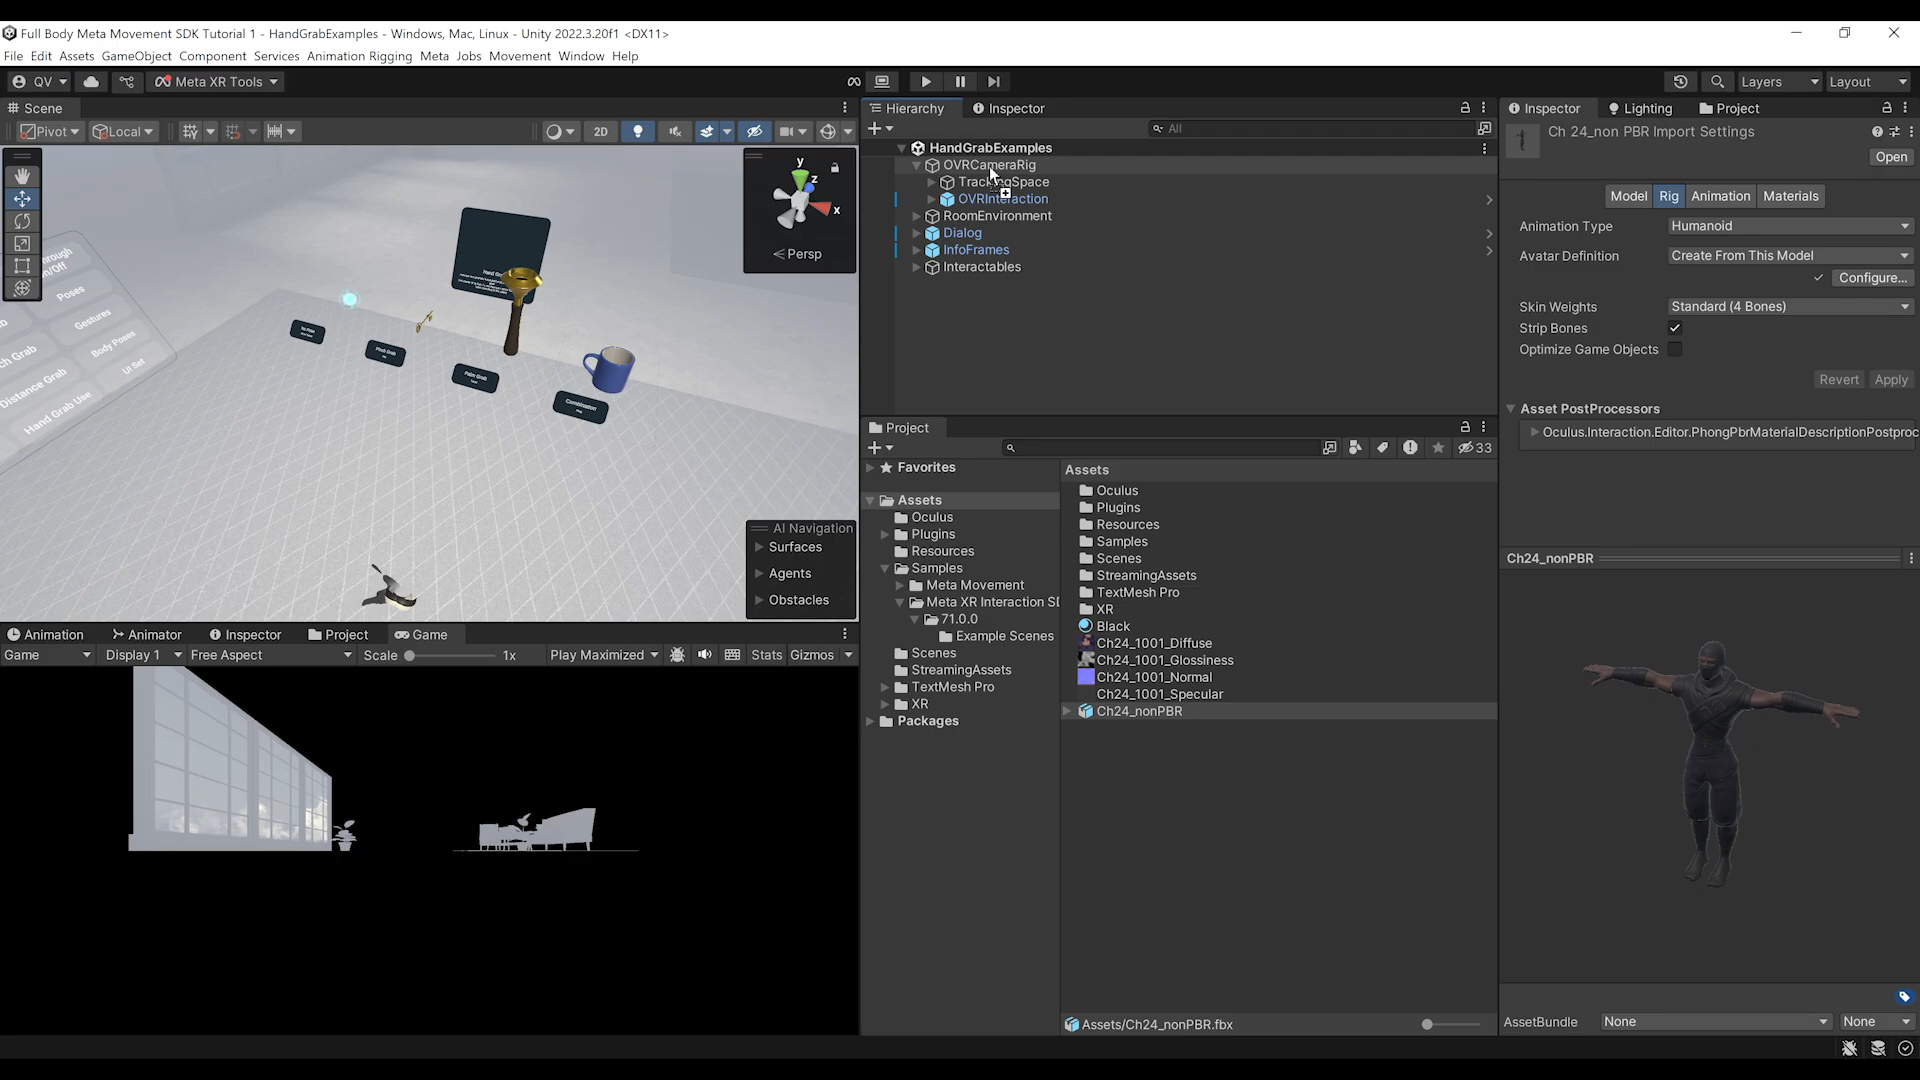 Full Body Meta Movement SDK Tutorial 1 - HandGrabExamples - Windows, Mac, Linux - Unity 2022.3.20f1 <DX11>
File Edit Assets GameObject Component Services Animation Rigging Meta Jobs Movement Window Help
QV Meta XR Tools Layers Layout
Scene
Pivot Local 2D
y
z
x
Persp
Poses
Gestures
Body Poses
UI Set
Distance Grab
Hand Grab Use
Pinch Grab
Palm Grab
Combination
AI Navigation
Surfaces
Agents
Obstacles
Hierarchy Inspector
All
HandGrabExamples
OVRCameraRig
TrackingSpace
OVRInteraction
RoomEnvironment
Dialog
InfoFrames
Interactables
Project
33
Favorites
Assets
Oculus
Plugins
Resources
Samples
Meta Movement
Meta XR Interaction SI
71.0.0
Example Scenes
Scenes
StreamingAssets
TextMesh Pro
XR
Packages
Assets
Oculus
Plugins
Resources
Samples
Scenes
StreamingAssets
TextMesh Pro
XR
Black
Ch24_1001_Diffuse
Ch24_1001_Glossiness
Ch24_1001_Normal
Ch24_1001_Specular
Ch24_nonPBR
Assets/Ch24_nonPBR.fbx
Animation Animator Inspector Project Game
Game Display 1 Free Aspect Scale 1x Play Maximized Stats Gizmos
Inspector Lighting Project
Ch 24_non PBR Import Settings
Open
Model Rig Animation Materials
Animation Type Humanoid
Avatar Definition Create From This Model
Configure...
Skin Weights Standard (4 Bones)
Strip Bones
Optimize Game Objects
Revert Apply
Asset PostProcessors
Oculus.Interaction.Editor.PhongPbrMaterialDescriptionPostproc
Ch24_nonPBR
AssetBundle None None